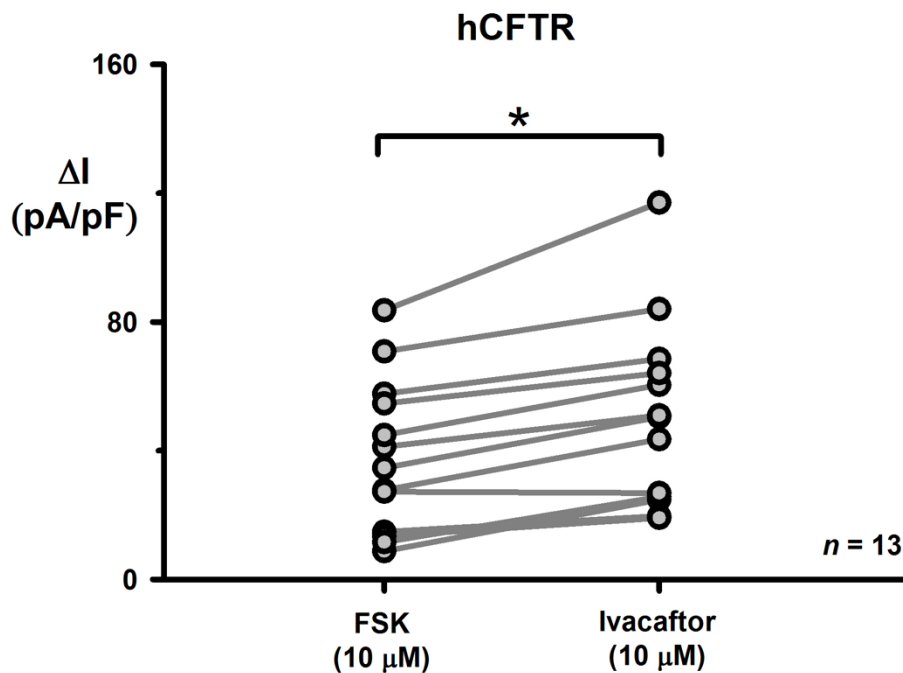 hCFTR
160
*
ΔI
(pA/pF)
80
0
n = 13
FSK
(10 μM)
Ivacaftor
(10 μM)